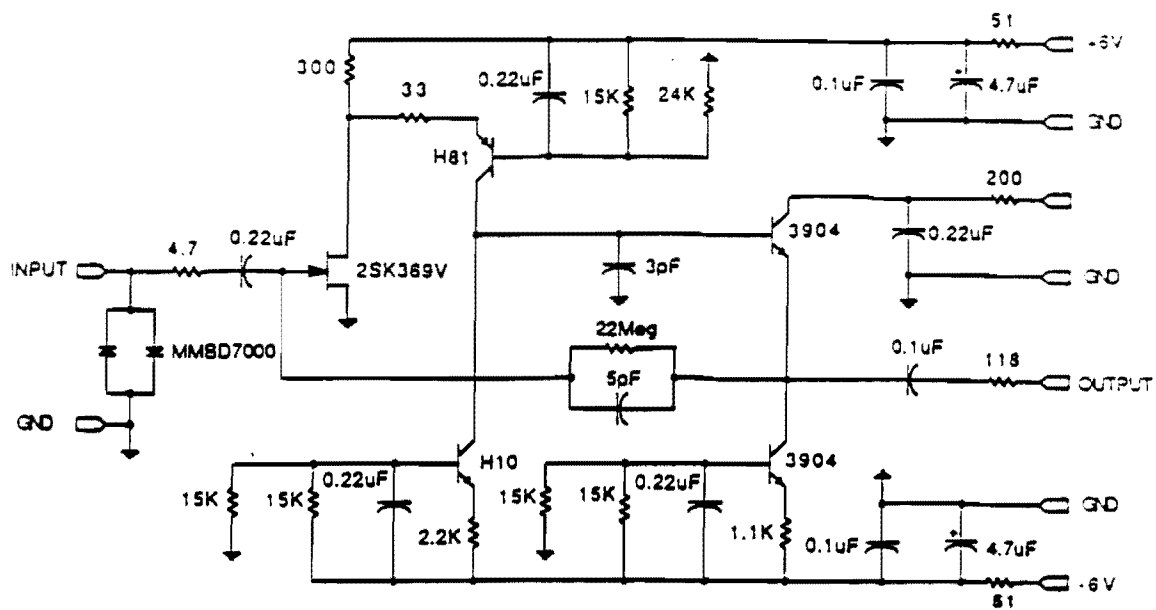 51
-6V
300
0.22uF
33
15K
24K
0.1uF
4.7uF
GND
H81
200
3904
0.22uF
4.7
0.22uF
INPUT
2SK369V
3pF
GND
22Meg
MMBD7000
0.1uF
118
5pF
OUTPUT
GND
H10
3904
0.22uF
0.22uF
15K
15K
15K
15K
GND
2.2K
1.1K
0.1uF
4.7uF
-6V
51